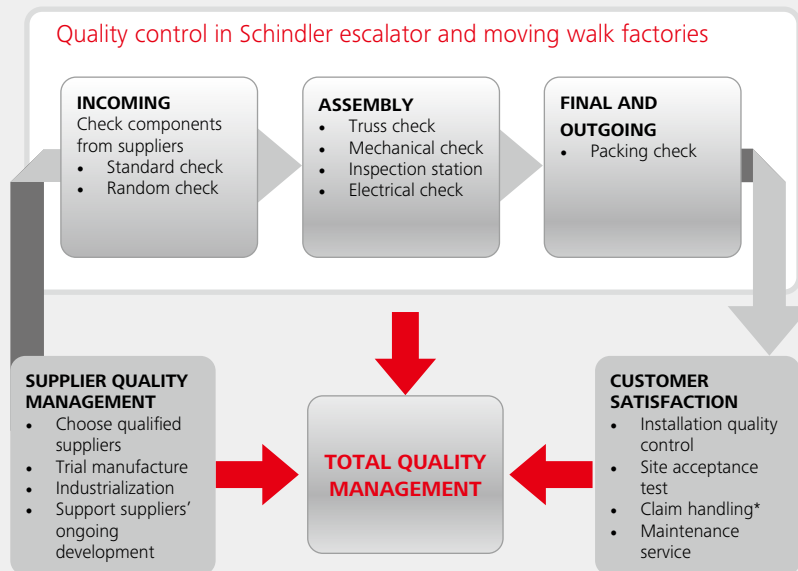 Quality control in Schindler escalator and moving walk factories
INCOMING
Check components
from suppliers
• Standard check
• Random check
ASSEMBLY
• Truss check
• Mechanical check
• Inspection station
• Electrical check
FINAL AND
OUTGOING
• Packing check
SUPPLIER QUALITY
MANAGEMENT
• Choose qualified
suppliers
• Trial manufacture
• Industrialization
• Support suppliers’
ongoing
development
TOTAL QUALITY
MANAGEMENT
CUSTOMER
SATISFACTION
• Installation quality
control
• Site acceptance
test
• Claim handling*
• Maintenance
service